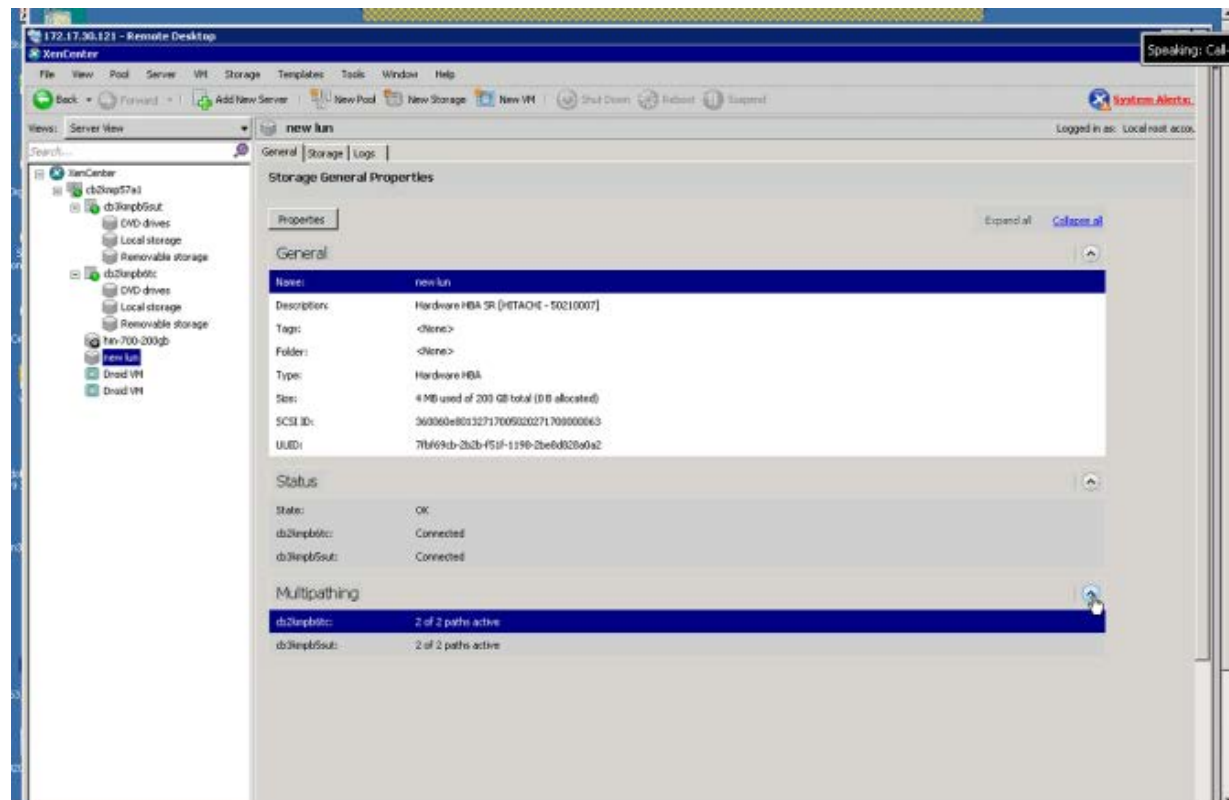 172.17.30.121 - Remote Desktop
XenCenter
Speaking: Cal
File View Pool Server VM Storage Templates Tools Window Help
Back Forward Add New Server New Pool New Storage New VM Shut Down Reboot Suspend System Alerts:
Views: Server View new lun Logged in as: Local root accou
Search... General Storage Logs
XenCenter
Storage General Properties
DVD drives
Local storage
Removable storage
DVD drives
Local storage
Removable storage
hm-700-200gb
new lun
Droid VM
Droid VM
Properties Expand all Collapse all
General
Name: new lun
Description: Hardware HBA SR [HITACHI - 50210007]
Tags: <None>
Folder: <None>
Type: Hardware HBA
Size: 4 MB used of 200 GB total (0 B allocated)
SCSI ID:
UUID:
Status
State: OK
Connected
Connected
Multipathing
2 of 2 paths active
2 of 2 paths active